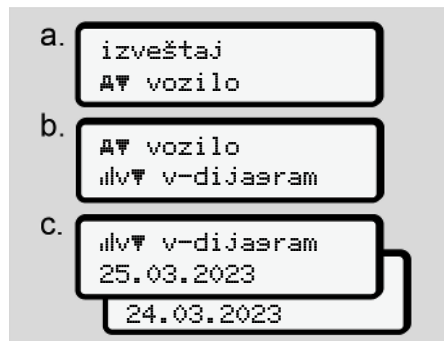 a.
izveštaj
vozilo
b.
vozilo
v-dijagram
c.
v-dijagram
25.03.2023
24.03.2023